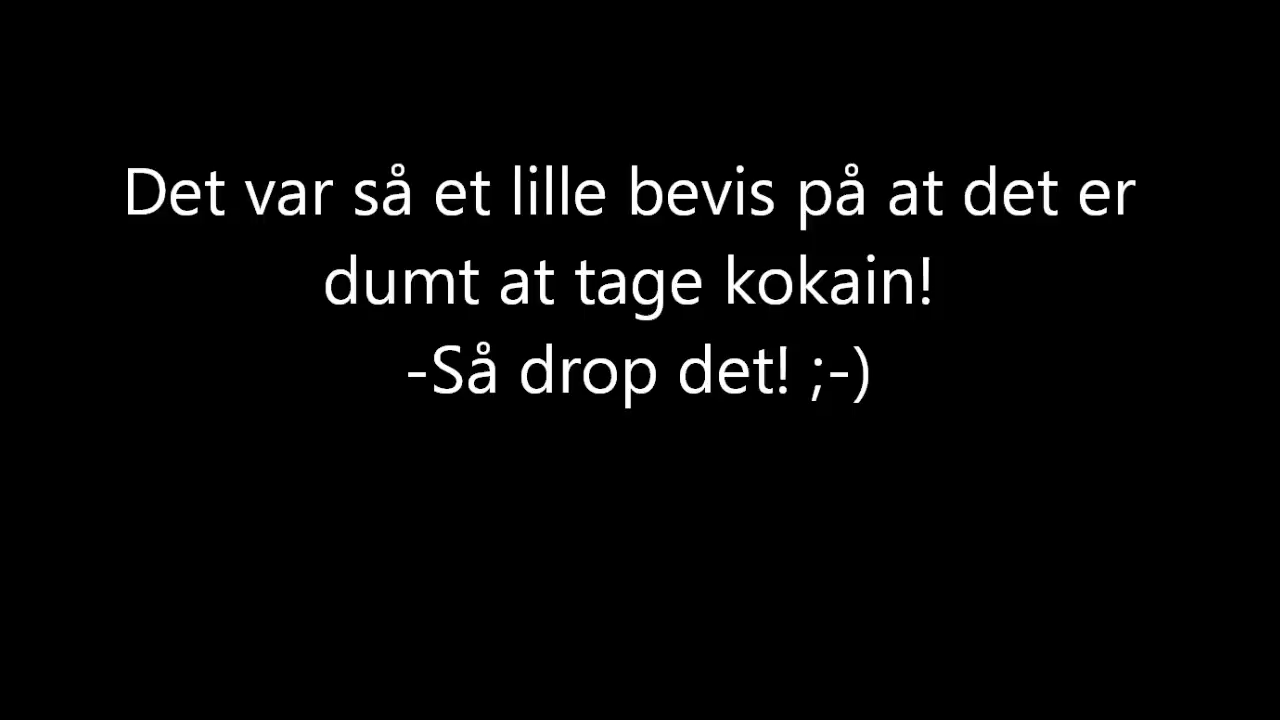 Det var så et lille bevis på at det er
dumt at tage kokain!
-Så drop det! ;-)